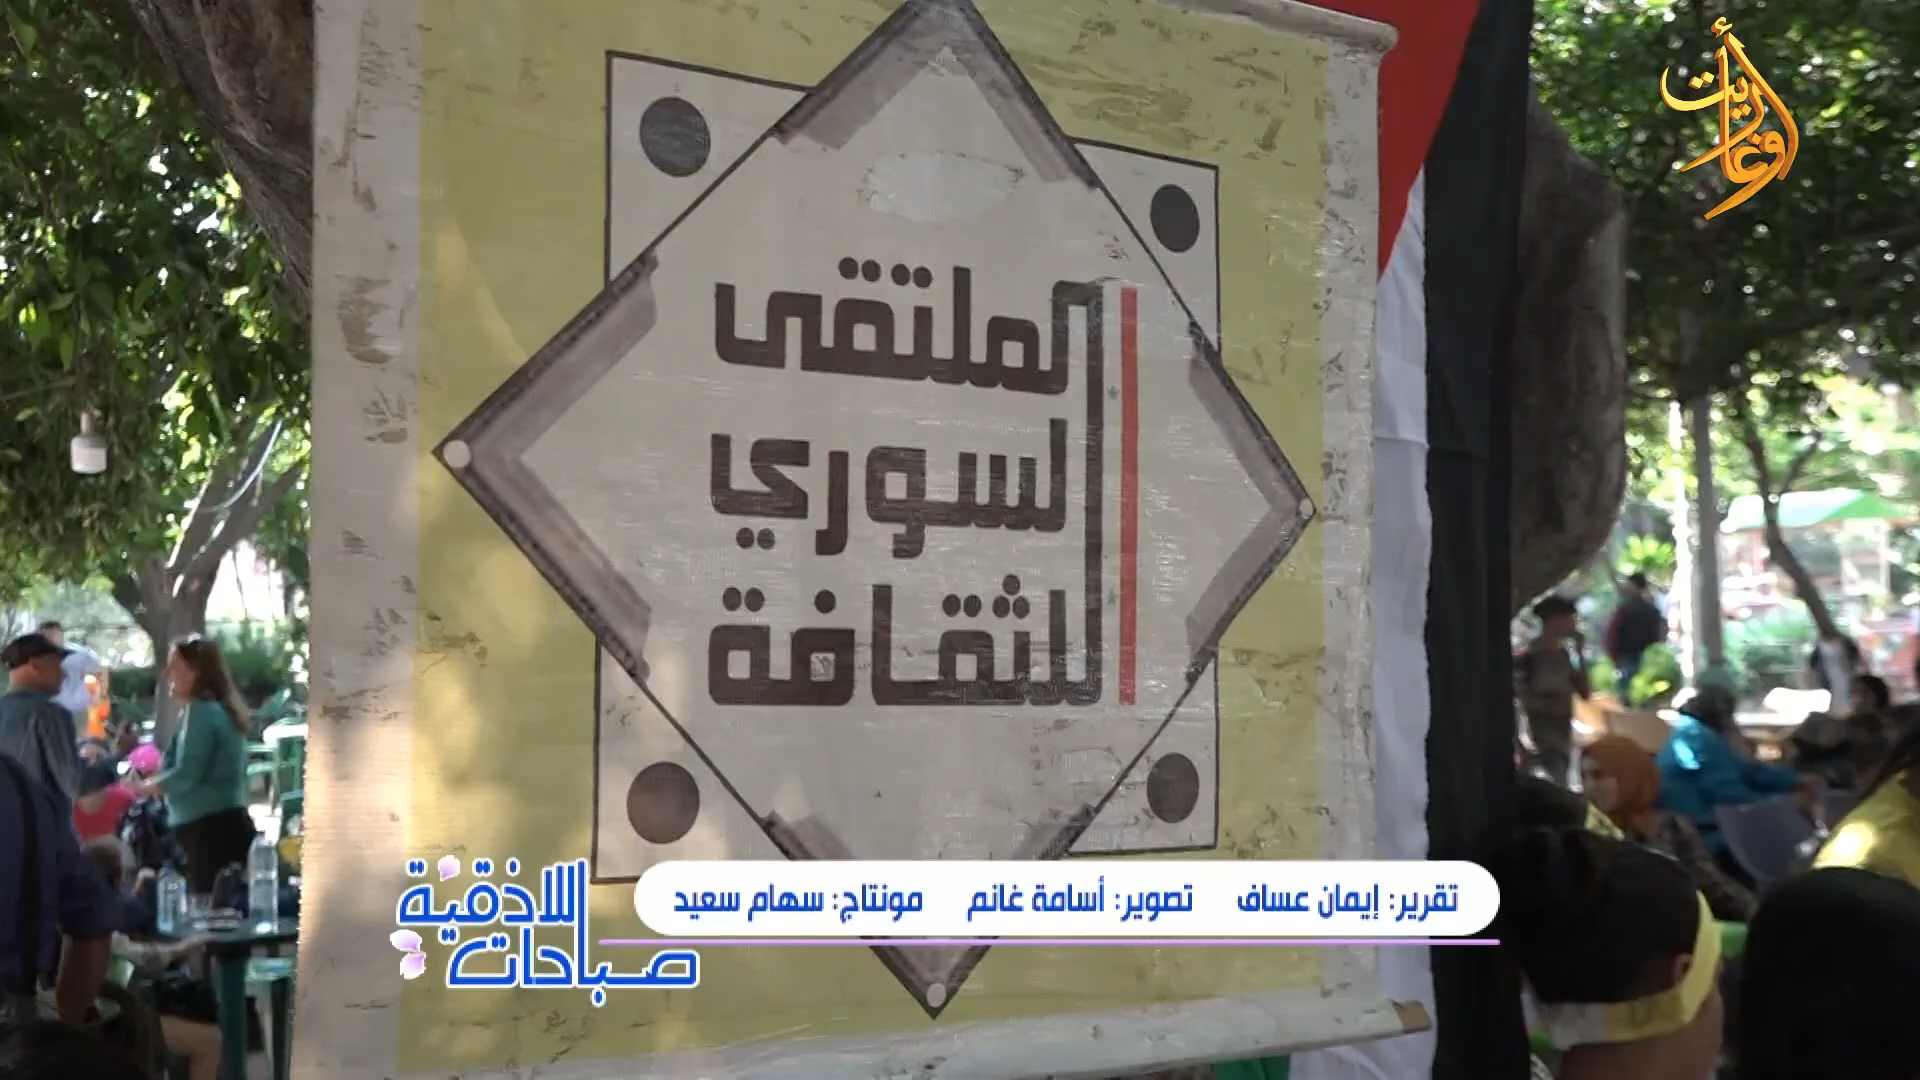 أوغاريت
الملتقى
السوري
للثقافة
تقرير: إيمان عساف تصوير: أسامة غانم مونتاج: سهام سعيد
صباحات
اللاذقية